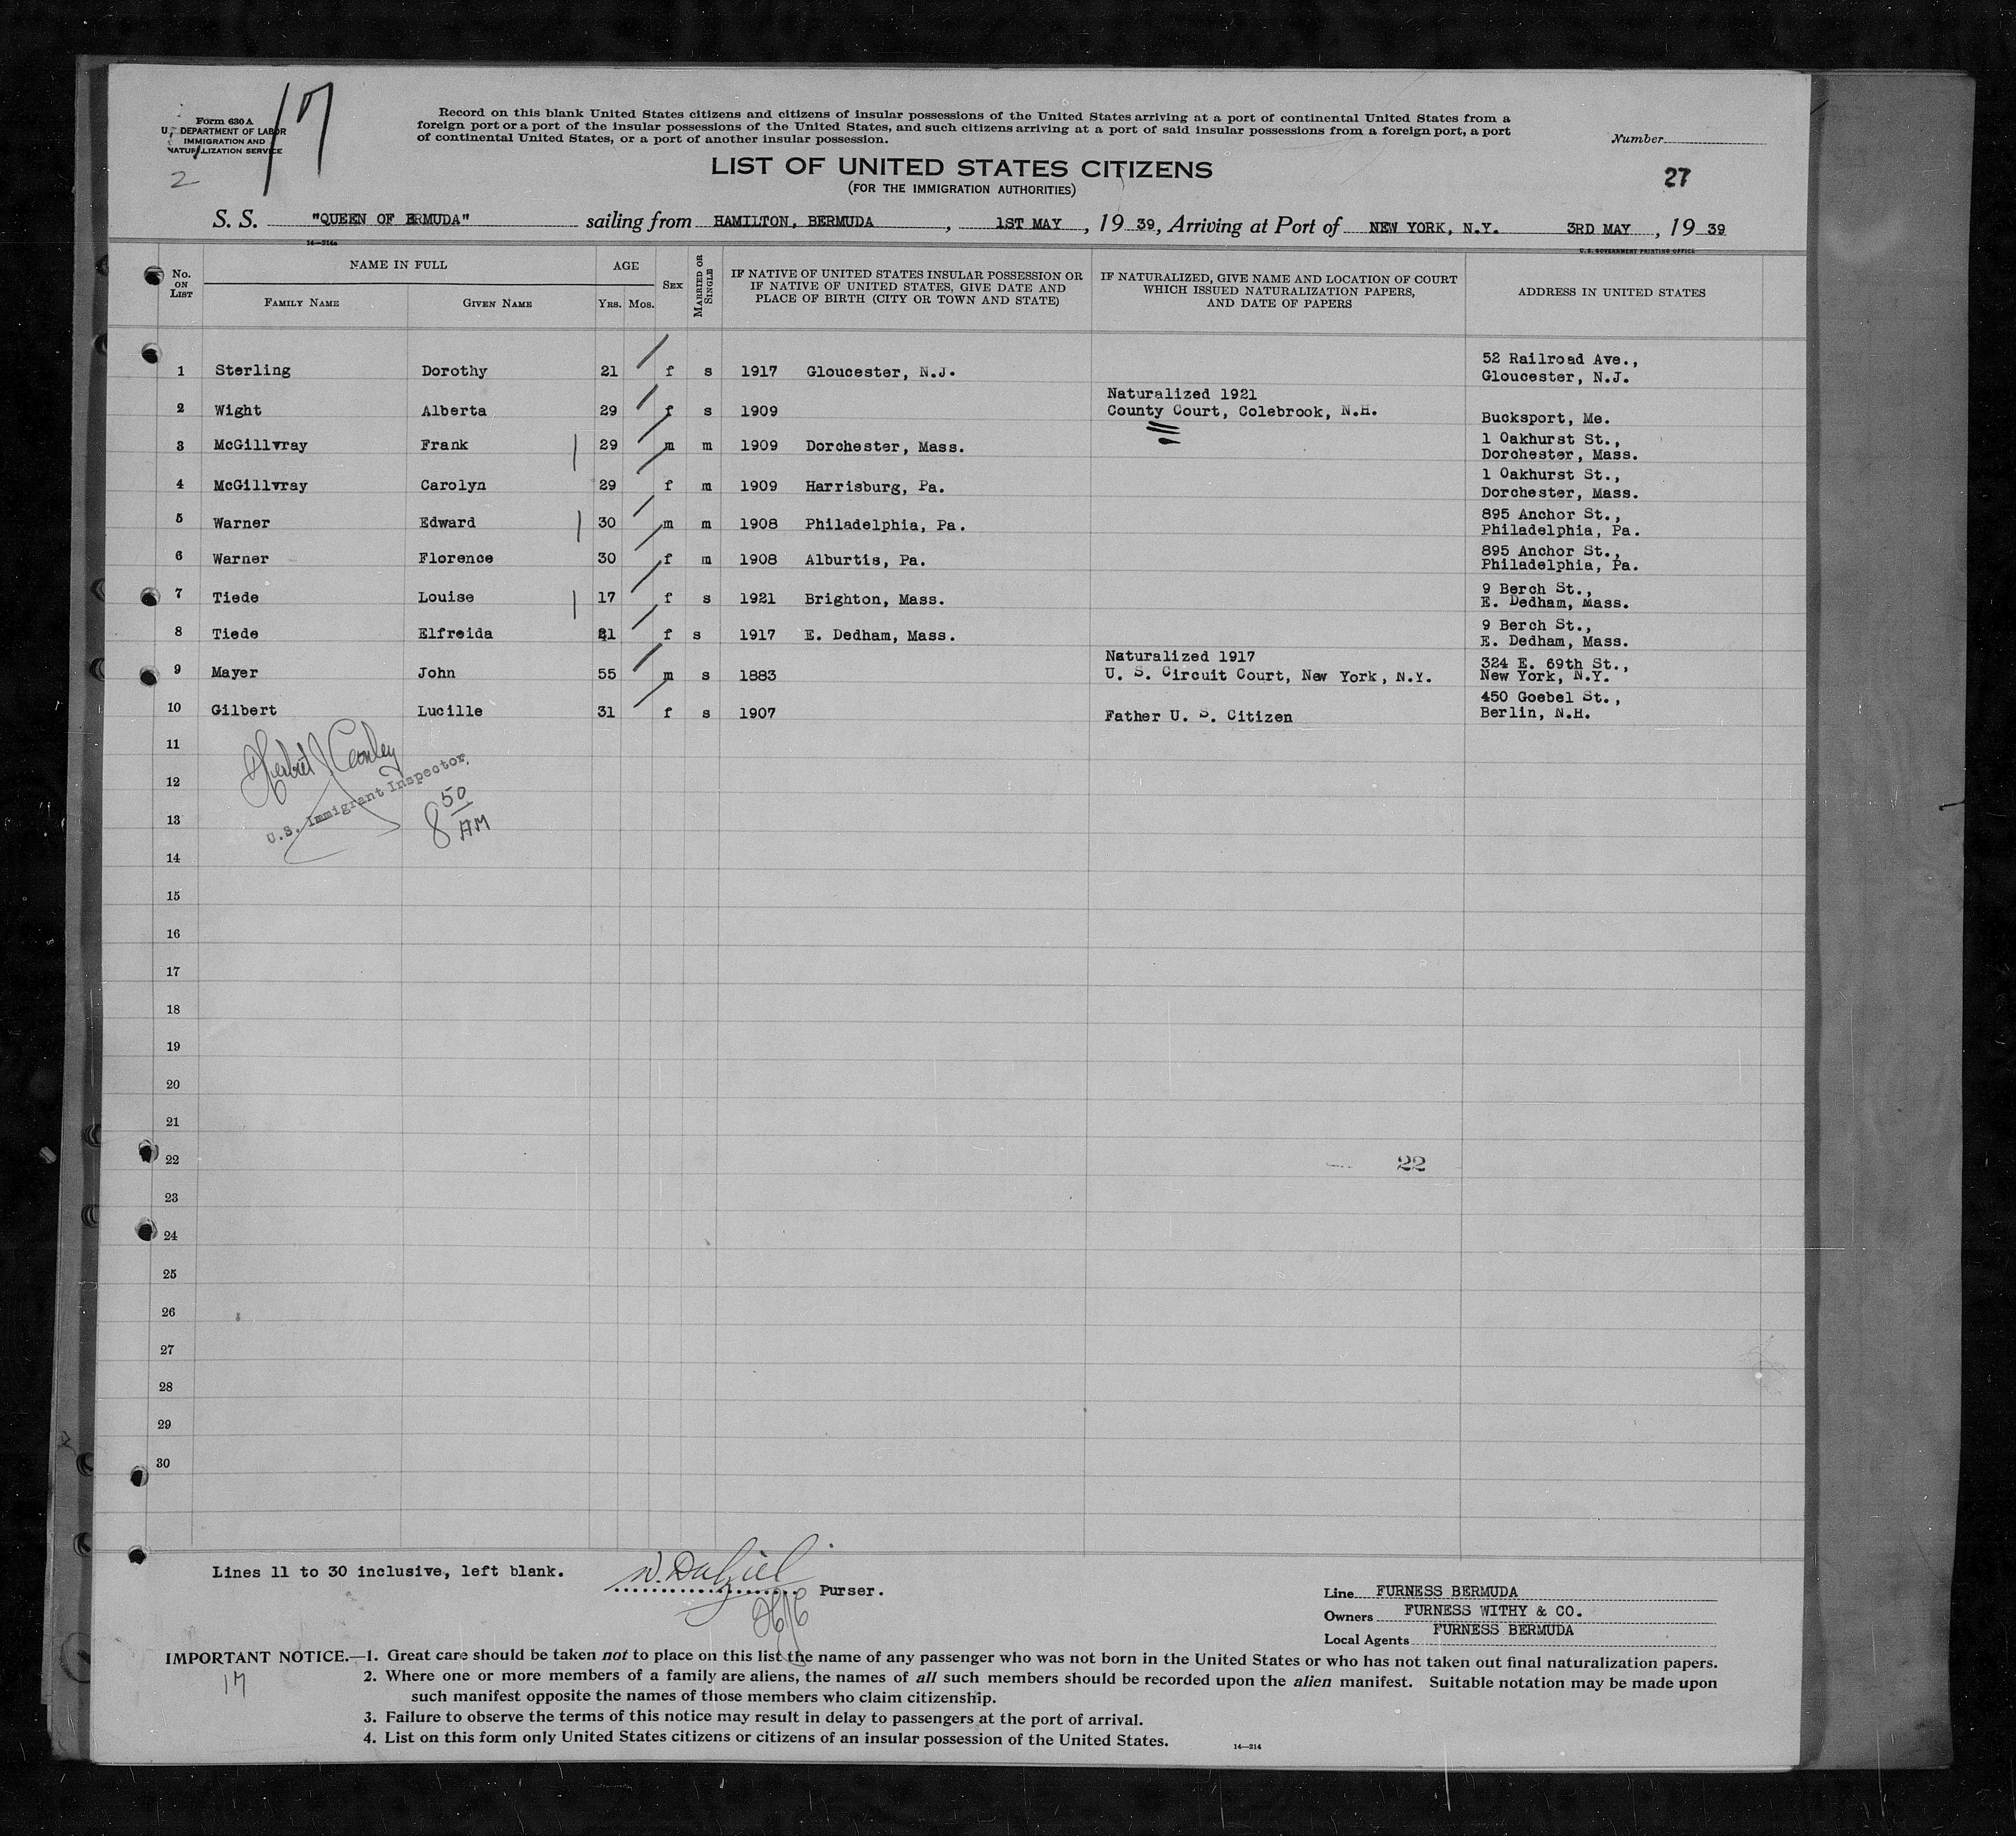 Form 630 A
U. DEPARTMENT OF LABOR
IMMIGRATION AND
NATURALIZATION SERVICE
17
2
Record on this blank United States citizens and citizens of insular possessions of the United States arriving at a port of continental United States from a
foreign port or a port of the insular possessions of the United States, and such citizens arriving at a port of said insular possessions from a foreign port, a port
of continental United States, or a port of another insular possession.
Number
LIST OF UNITED STATES CITIZENS
(FOR THE IMMIGRATION AUTHORITIES)
27
S. S. "QUEEN OF BRMUDA" sailing from HAMILTON, BERMUDA, 1ST MAY, 19 39, Arriving at Port of NEW YORK, N.Y. 3RD MAY, 19 39
14—214a
U. S. GOVERNMENT PRINTING OFFICE
No. ON LIST NAME IN FULL FAMILY NAME GIVEN NAME AGE YRS. MOS. SEX MARRIED OR SINGLE IF NATIVE OF UNITED STATES INSULAR POSSESSION OR IF NATIVE OF UNITED STATES, GIVE DATE AND PLACE OF BIRTH (CITY OR TOWN AND STATE) IF NATURALIZED, GIVE NAME AND LOCATION OF COURT WHICH ISSUED NATURALIZATION PAPERS, AND DATE OF PAPERS ADDRESS IN UNITED STATES
1 Sterling Dorothy 21 f s 1917 Gloucester, N.J. 52 Railroad Ave., Gloucester, N.J.
2 Wight Alberta 29 f s 1909 Naturalized 1921 County Court, Colebrook, N.H. Bucksport, Me.
3 McGillvray Frank 29 m m 1909 Dorchester, Mass. 1 Oakhurst St., Dorchester, Mass.
4 McGillvray Carolyn 29 f m 1909 Harrisburg, Pa. 1 Oakhurst St., Dorchester, Mass.
5 Warner Edward 30 m m 1908 Philadelphia, Pa. 895 Anchor St., Philadelphia, Pa.
6 Warner Florence 30 f m 1908 Alburtis, Pa. 895 Anchor St., Philadelphia, Pa.
7 Tiede Louise 17 f s 1921 Brighton, Mass. 9 Berch St., E. Dedham, Mass.
8 Tiede Elfreida 21 f s 1917 E. Dedham, Mass. 9 Berch St., E. Dedham, Mass.
9 Mayer John 55 m s 1883 Naturalized 1917 U. S. Circuit Court, New York, N.Y. 324 E. 69th St., New York, N.Y.
10 Gilbert Lucille 31 f s 1907 Father U. S. Citizen 450 Goebel St., Berlin, N.H.
11
U.S. Immigrant Inspector.
12
8 50 AM
13
14
15
16
17
18
19
20
21
22 22
23
24
25
26
27
28
29
30
Lines 11 to 30 inclusive, left blank.
W. Dalziel Purser.
Line FURNESS BERMUDA
Owners FURNESS WITHY & CO.
Local Agents FURNESS BERMUDA
IMPORTANT NOTICE.—1. Great care should be taken not to place on this list the name of any passenger who was not born in the United States or who has not taken out final naturalization papers.
17
2. Where one or more members of a family are aliens, the names of all such members should be recorded upon the alien manifest. Suitable notation may be made upon
such manifest opposite the names of those members who claim citizenship.
3. Failure to observe the terms of this notice may result in delay to passengers at the port of arrival.
4. List on this form only United States citizens or citizens of an insular possession of the United States.
14—214